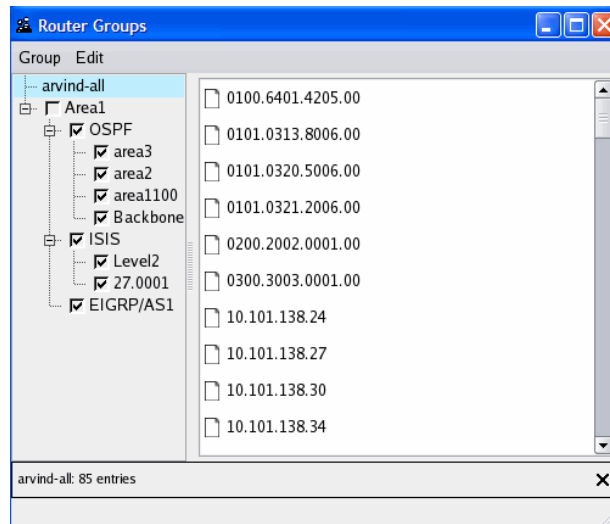 Router Groups
Group Edit
arvind-all
Area1
OSPF
area3
area2
area1100
Backbone
ISIS
Level2
27.0001
EIGRP/AS1
0100.6401.4205.00
0101.0313.8006.00
0101.0320.5006.00
0101.0321.2006.00
0200.2002.0001.00
0300.3003.0001.00
10.101.138.24
10.101.138.27
10.101.138.30
10.101.138.34
arvind-all: 85 entries